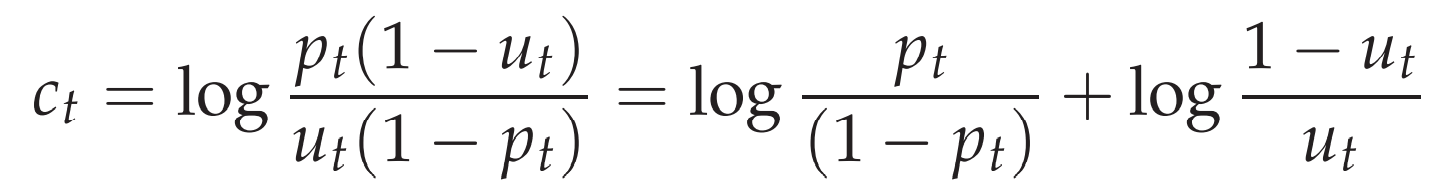 c_t = log \frac{p_t(1 − u_t)}{u_t(1 − p_t)} = log \frac{p_t}{(1 − p_t)} + log \frac{1 − u_t}{u_t}